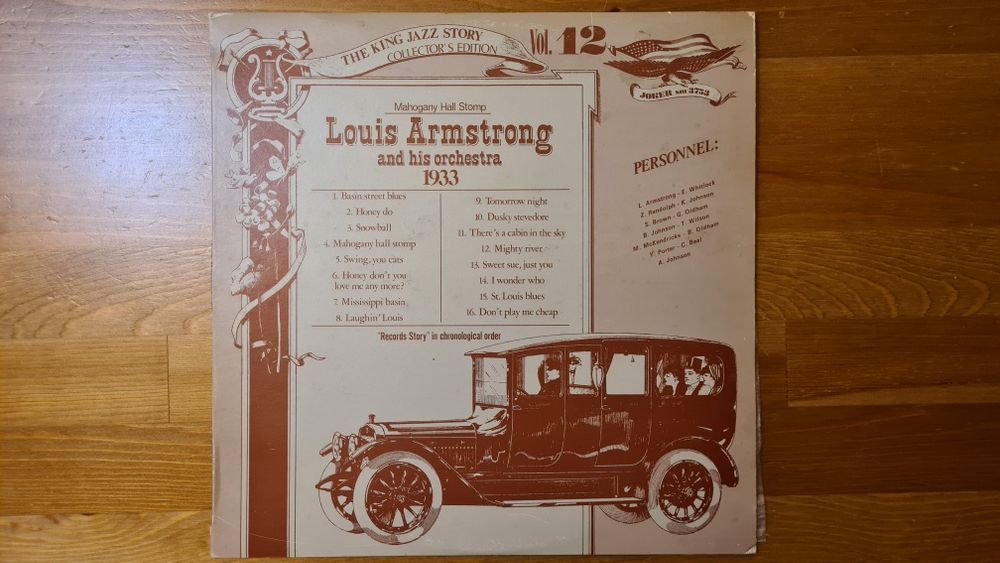 THE KING JAZZ STORY
COLLECTOR'S EDITION
Vol. 12
JOKER SM 3753
Mahogany Hall Stomp
Louis Armstrong
and his orchestra
1933
1. Basin street blues
2. Honey do
3. Snowball
4. Mahogany hall stomp
5. Swing, you cats
6. Honey don't you
love me any more?
7. Mississippi basin
8. Laughin' Louis
9. Tomorrow night
10. Dusky stevedore
11. There's a cabin in the sky
12. Mighty river
13. Sweet sue, just you
14. I wonder who
15. St. Louis blues
16. Don't play me cheap
"Records Story" in chronological order
PERSONNEL:
L. Armstrong - E. Whitlock
Z. Randolph - K. Johnson
S. Brown - G. Oldham
B. Johnson - T. Wilson
M. McKendricks - B. Oldham
Y. Porter - C. Beal
A. Johnson